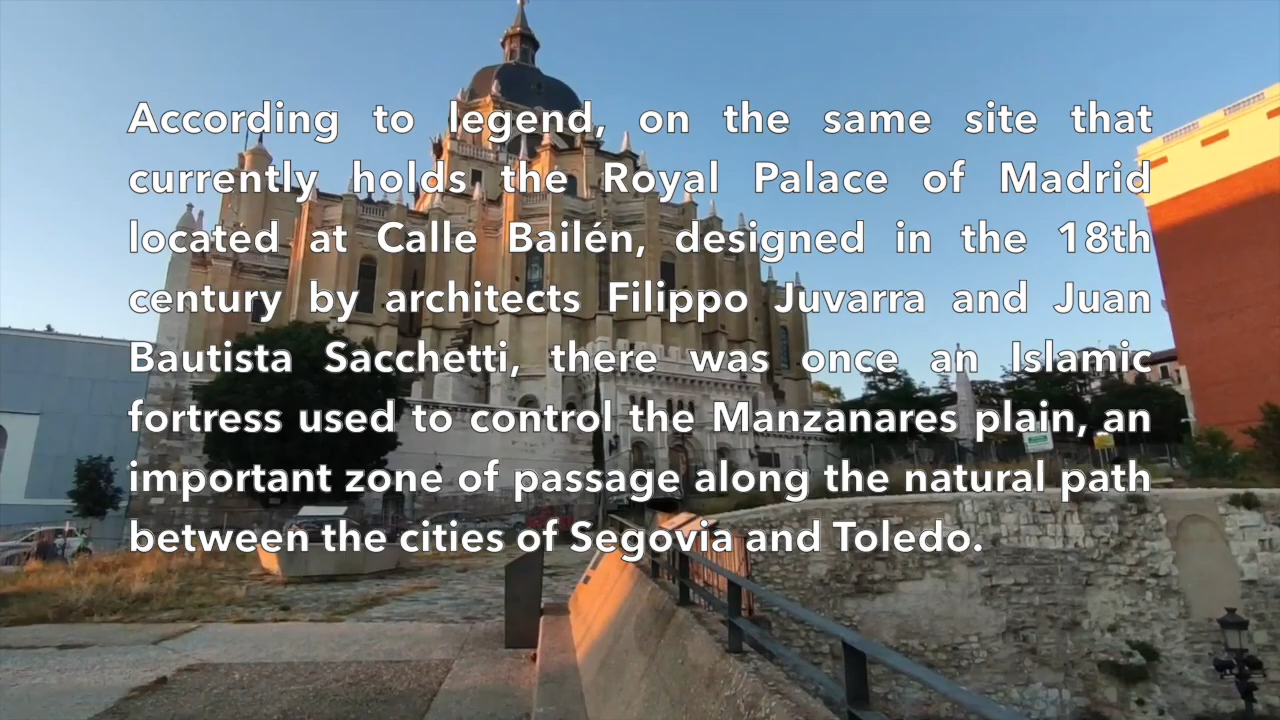 According to legend, on the same site that
currently holds the Royal Palace of Madrid
located at Calle Bailén, designed in the 18th
century by architects Filippo Juvarra and Juan
Bautista Sacchetti, there was once an Islamic
fortress used to control the Manzanares plain, an
important zone of passage along the natural path
between the cities of Segovia and Toledo.